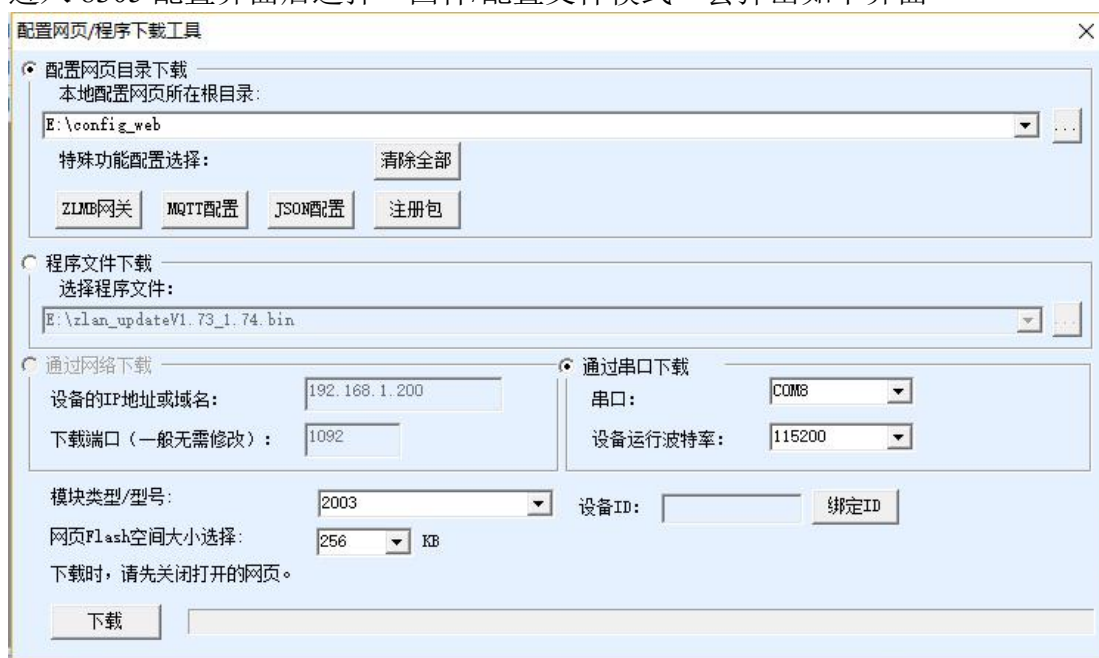 配置网页/程序下载工具
配置网页目录下载
本地配置网页所在根目录:
E:\config_web
...
特殊功能配置选择:
清除全部
ZLMB网关 MQTT配置 JSON配置 注册包
程序文件下载
选择程序文件:
E:\zlan_updateV1.73_1.74.bin
...
通过网络下载
设备的IP地址或域名: 192.168.1.200
下载端口（一般无需修改）: 1092
通过串口下载
串口: COM8
设备运行波特率: 115200
模块类型/型号: 2003
设备ID: 绑定ID
网页Flash空间大小选择: 256 KB
下载时，请先关闭打开的网页。
下载